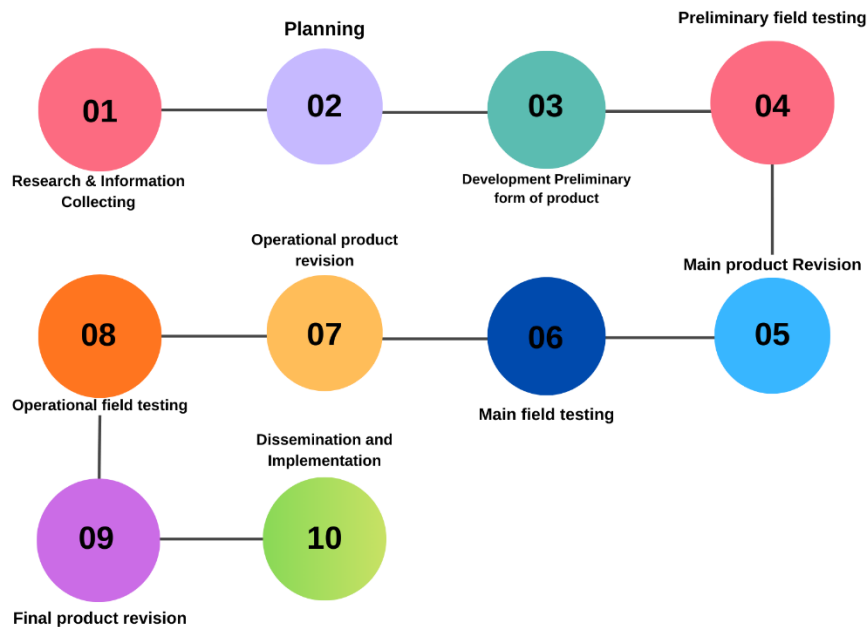 01
Research & Information
Collecting
Planning
02
03
Development Preliminary
form of product
Preliminary field testing
04
Main product Revision
05
06
Main field testing
Operational product
revision
07
08
Operational field testing
09
Final product revision
Dissemination and
Implementation
10